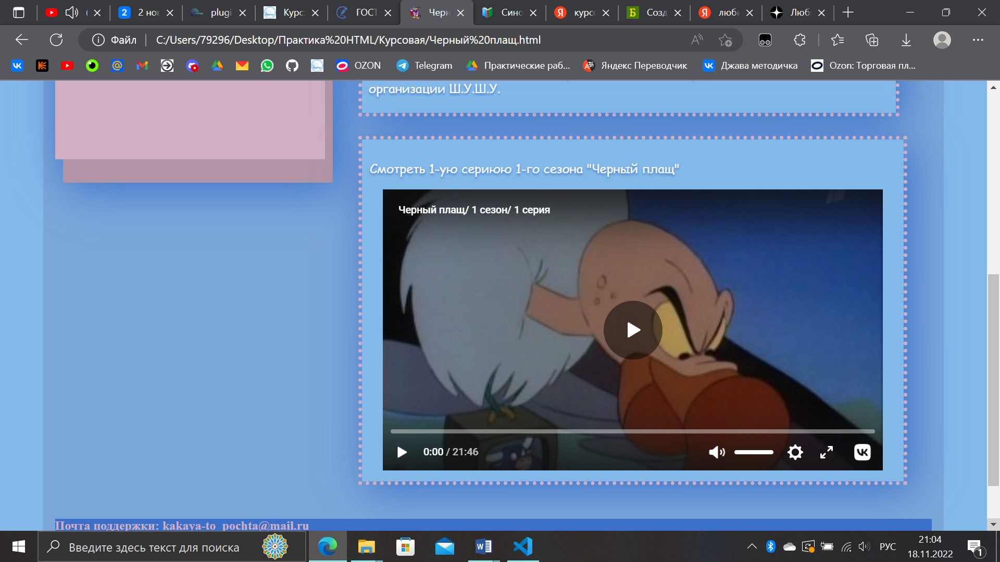 2 нов
plugi
Курс
ГОСТ
Черн
Сино
курсо
Созд
люби
Люб
Файл
C:/Users/79296/Desktop/Практика%20HTML/Курсовая/Черный%20плащ.html
OZON
Telegram
Практические раб...
Яндекс Переводчик
Джава методичка
Ozon: Торговая пл...
организации Ш.У.Ш.У.
Смотреть 1-ую сериюю 1-го сезона "Черный плащ"
Черный плащ/ 1 сезон/ 1 серия
0:00 / 21:46
Почта поддержки: kakaya-to_pochta@mail.ru
Введите здесь текст для поиска
РУС
21:04
18.11.2022
1